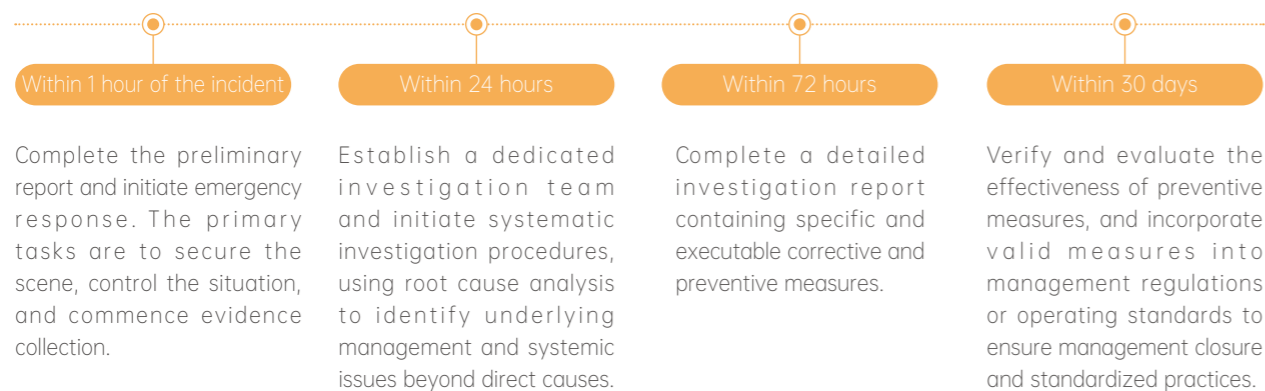 Within 1 hour of the incident
Complete the preliminary
report and initiate emergency
response. The primary
tasks are to secure the
scene, control the situation,
and commence evidence
collection.
Within 24 hours
Establish a dedicated
investigation team
and initiate systematic
investigation procedures,
using root cause analysis
to identify underlying
management and systemic
issues beyond direct causes.
Within 72 hours
Complete a detailed
investigation report
containing specific and
executable corrective and
preventive measures.
Within 30 days
Verify and evaluate the
effectiveness of preventive
measures, and incorporate
valid measures into
management regulations
or operating standards to
ensure management closure
and standardized practices.